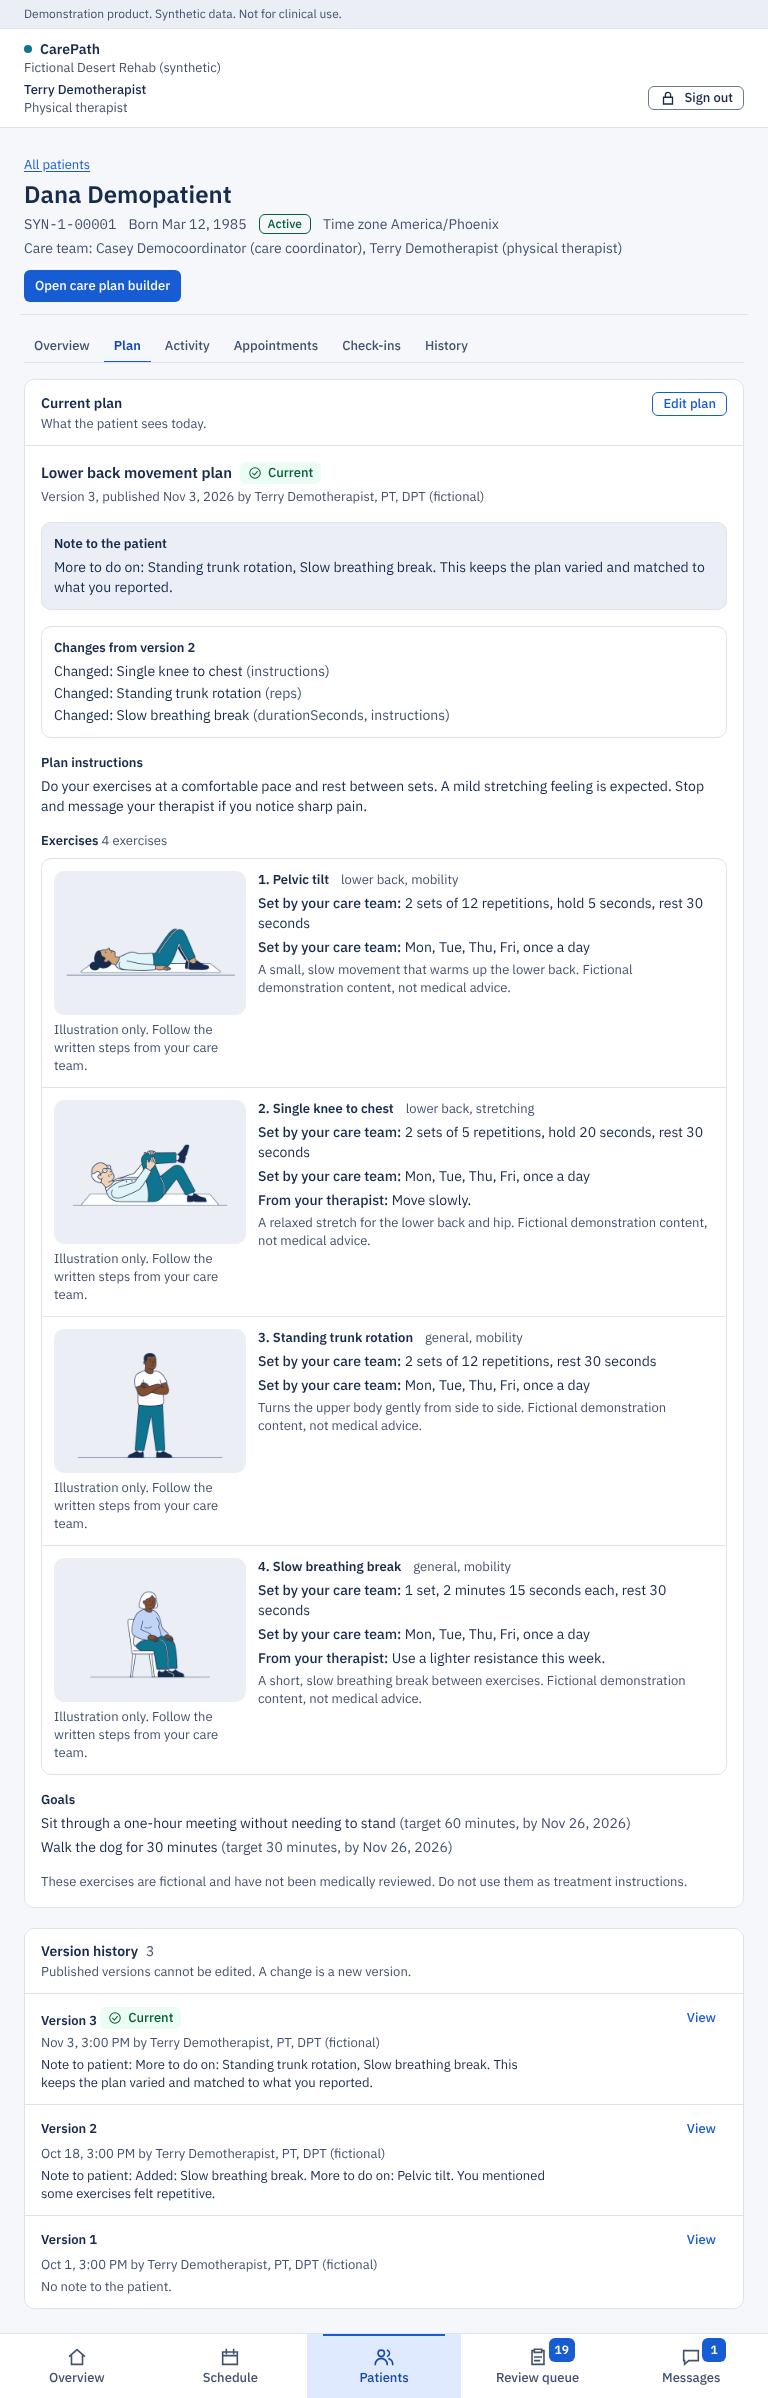 Demonstration product. Synthetic data. Not for clinical use.
CarePath
Fictional Desert Rehab (synthetic)
Terry Demotherapist
Physical therapist
Sign out
All patients
Dana Demopatient
SYN-1-00001 Born Mar 12, 1985 Active Time zone America/Phoenix
Care team: Casey Democoordinator (care coordinator), Terry Demotherapist (physical therapist)
Open care plan builder
Overview Plan Activity Appointments Check-ins History
Current plan
What the patient sees today.
Edit plan
Lower back movement plan Current
Version 3, published Nov 3, 2026 by Terry Demotherapist, PT, DPT (fictional)
Note to the patient
More to do on: Standing trunk rotation, Slow breathing break. This keeps the plan varied and matched to
what you reported.
Changes from version 2
Changed: Single knee to chest (instructions)
Changed: Standing trunk rotation (reps)
Changed: Slow breathing break (durationSeconds, instructions)
Plan instructions
Do your exercises at a comfortable pace and rest between sets. A mild stretching feeling is expected. Stop
and message your therapist if you notice sharp pain.
Exercises 4 exercises
1. Pelvic tilt lower back, mobility
Set by your care team: 2 sets of 12 repetitions, hold 5 seconds, rest 30
seconds
Set by your care team: Mon, Tue, Thu, Fri, once a day
A small, slow movement that warms up the lower back. Fictional
demonstration content, not medical advice.
Illustration only. Follow the
written steps from your care
team.
2. Single knee to chest lower back, stretching
Set by your care team: 2 sets of 5 repetitions, hold 20 seconds, rest 30
seconds
Set by your care team: Mon, Tue, Thu, Fri, once a day
From your therapist: Move slowly.
A relaxed stretch for the lower back and hip. Fictional demonstration content,
not medical advice.
Illustration only. Follow the
written steps from your care
team.
3. Standing trunk rotation general, mobility
Set by your care team: 2 sets of 12 repetitions, rest 30 seconds
Set by your care team: Mon, Tue, Thu, Fri, once a day
Turns the upper body gently from side to side. Fictional demonstration
content, not medical advice.
Illustration only. Follow the
written steps from your care
team.
4. Slow breathing break general, mobility
Set by your care team: 1 set, 2 minutes 15 seconds each, rest 30
seconds
Set by your care team: Mon, Tue, Thu, Fri, once a day
From your therapist: Use a lighter resistance this week.
A short, slow breathing break between exercises. Fictional demonstration
content, not medical advice.
Illustration only. Follow the
written steps from your care
team.
Goals
Sit through a one-hour meeting without needing to stand (target 60 minutes, by Nov 26, 2026)
Walk the dog for 30 minutes (target 30 minutes, by Nov 26, 2026)
These exercises are fictional and have not been medically reviewed. Do not use them as treatment instructions.
Version history 3
Published versions cannot be edited. A change is a new version.
Version 3 Current View
Nov 3, 3:00 PM by Terry Demotherapist, PT, DPT (fictional)
Note to patient: More to do on: Standing trunk rotation, Slow breathing break. This
keeps the plan varied and matched to what you reported.
Version 2 View
Oct 18, 3:00 PM by Terry Demotherapist, PT, DPT (fictional)
Note to patient: Added: Slow breathing break. More to do on: Pelvic tilt. You mentioned
some exercises felt repetitive.
Version 1 View
Oct 1, 3:00 PM by Terry Demotherapist, PT, DPT (fictional)
No note to the patient.
19 1
Overview Schedule Patients Review queue Messages